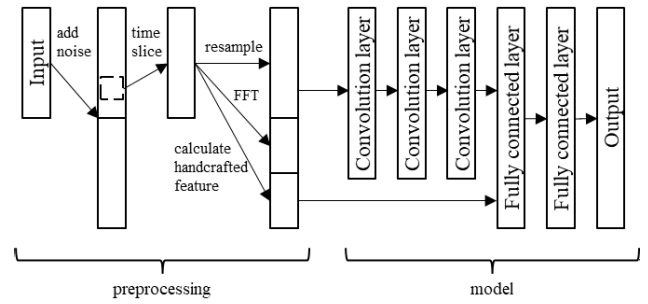 Input
add
noise
time
slice
resample
FFT
calculate
handcrafted
feature
Convolution layer
Convolution layer
Convolution layer
Fully connected layer
Fully connected layer
Output
preprocessing
model